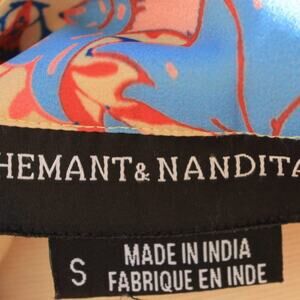 HEMANT & NANDITA
S
MADE IN INDIA
FABRIQUE EN INDE